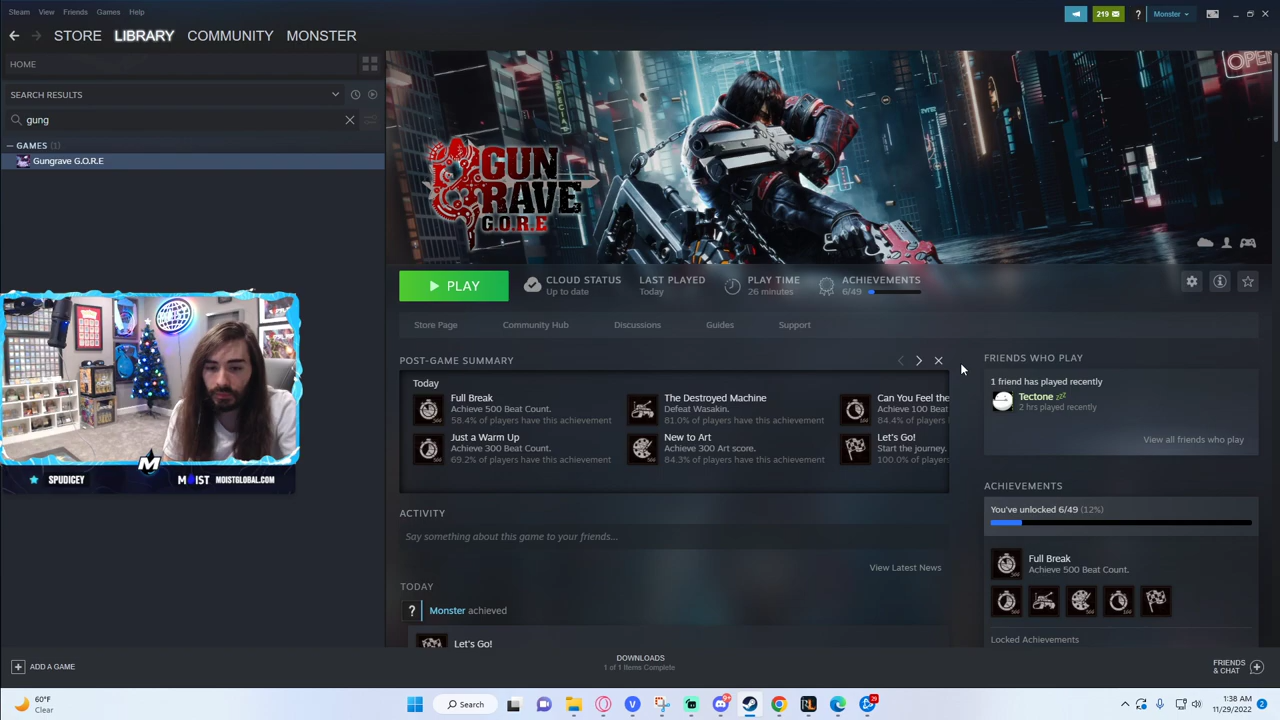 Steam View Friends Games Help
219 ? Monster
STORE LIBRARY COMMUNITY MONSTER
HOME
SEARCH RESULTS
gung
GAMES (1)
Gungrave G.O.R.E
OPEN
SPECIAL
GUN
GRAVE
G.O.R.E
PLAY
CLOUD STATUS
Up to date
LAST PLAYED
Today
PLAY TIME
26 minutes
ACHIEVEMENTS
6/49
Store Page Community Hub Discussions Guides Support
POST-GAME SUMMARY
Today
Full Break
Achieve 500 Beat Count.
58.4% of players have this achievement
The Destroyed Machine
Defeat Wasakin.
81.0% of players have this achievement
Can You Feel the
Achieve 100 Beat
84.4% of players
Just a Warm Up
Achieve 300 Beat Count.
69.2% of players have this achievement
New to Art
Achieve 300 Art score.
84.3% of players have this achievement
Let's Go!
Start the journey.
100.0% of players
ACTIVITY
Say something about this game to your friends...
View Latest News
TODAY
? Monster achieved
Let's Go!
FRIENDS WHO PLAY
1 friend has played recently
Tectone zzz
2 hrs played recently
View all friends who play
ACHIEVEMENTS
You've unlocked 6/49 (12%)
Full Break
Achieve 500 Beat Count.
Locked Achievements
M
SPUDICEY
MOIST MOISTGLOBAL.COM
ADD A GAME
DOWNLOADS
1 of 1 Items Complete
FRIENDS
& CHAT
60°F
Clear
Search
1:38 AM
11/29/2022
2